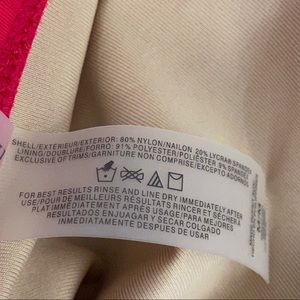 SHELL/EXTERIEUR/EXTERIOR: 80% NYLON/NAILON 20% LYCRA® SPANDEX
LINING/DOUBLURE/FORRO: 91% POLYESTER/POLIÉSTER 9% SPANDEX
EXCLUSIVE OF TRIMS/GARNITURE NON COMPRISE/EXCEPTO ADORNOS
FOR BEST RESULTS RINSE AND LINE DRY IMMEDIATELY AFTER
USE/POUR DE MEILLEURS RÉSULTATS RINCER ET SÉCHER À
PLAT IMMÉDIATEMENT APRÈS USAGE/PARA MEJORES
RESULTADOS ENJUAGAR Y SECAR COLGADO
INMEDIATAMENTE DESPUES DE USAR